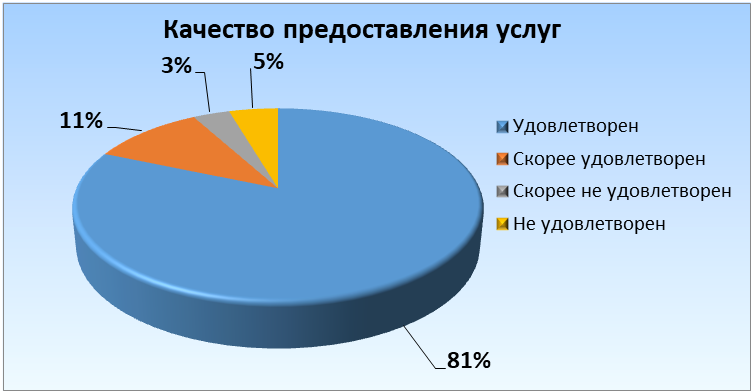 Качество предоставления услуг
3%
5%
11%
81%
Удовлетворен
Скорее удовлетворен
Скорее не удовлетворен
Не удовлетворен